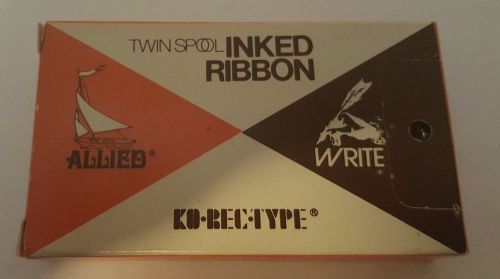 TWIN SPOOL INKED
RIBBON
ALLIED®
WRITE®
KO·REC·TYPE®